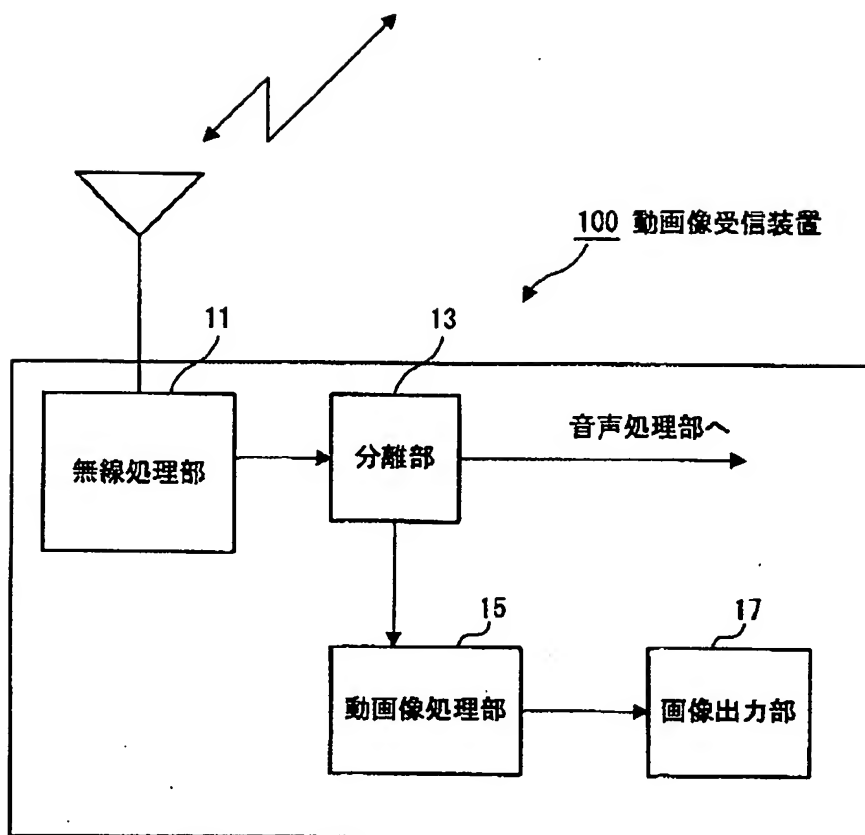 100 動画像受信装置
11
13
無線処理部
分離部
音声処理部へ
15
17
動画像処理部
画像出力部